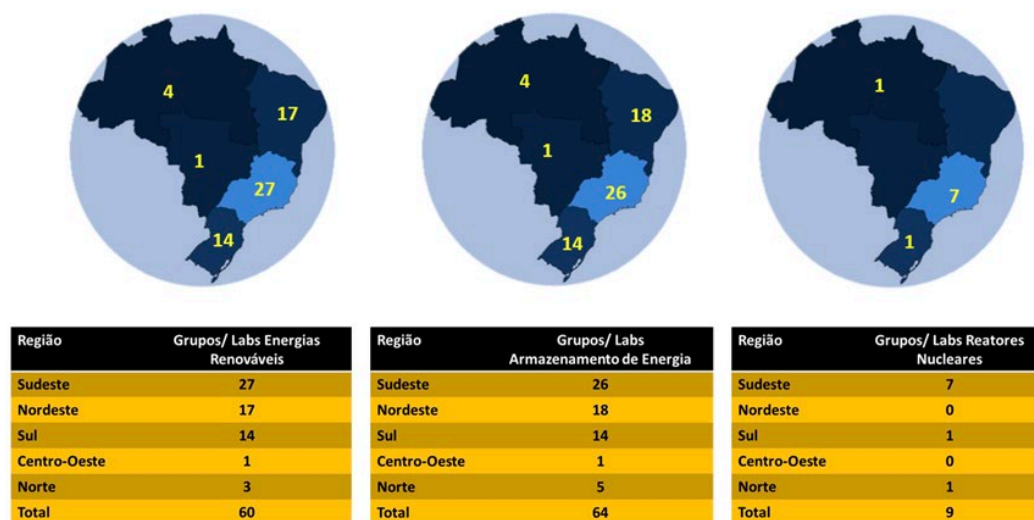 4
17
1
27
14
4
18
1
26
14
1
7
1
Região Grupos/ Labs Energias
Renováveis
Sudeste 27
Nordeste 17
Sul 14
Centro-Oeste 1
Norte 3
Total 60
Região Grupos/ Labs
Armazenamento de Energia
Sudeste 26
Nordeste 18
Sul 14
Centro-Oeste 1
Norte 5
Total 64
Região Grupos/ Labs Reatores
Nucleares
Sudeste 7
Nordeste 0
Sul 1
Centro-Oeste 0
Norte 1
Total 9